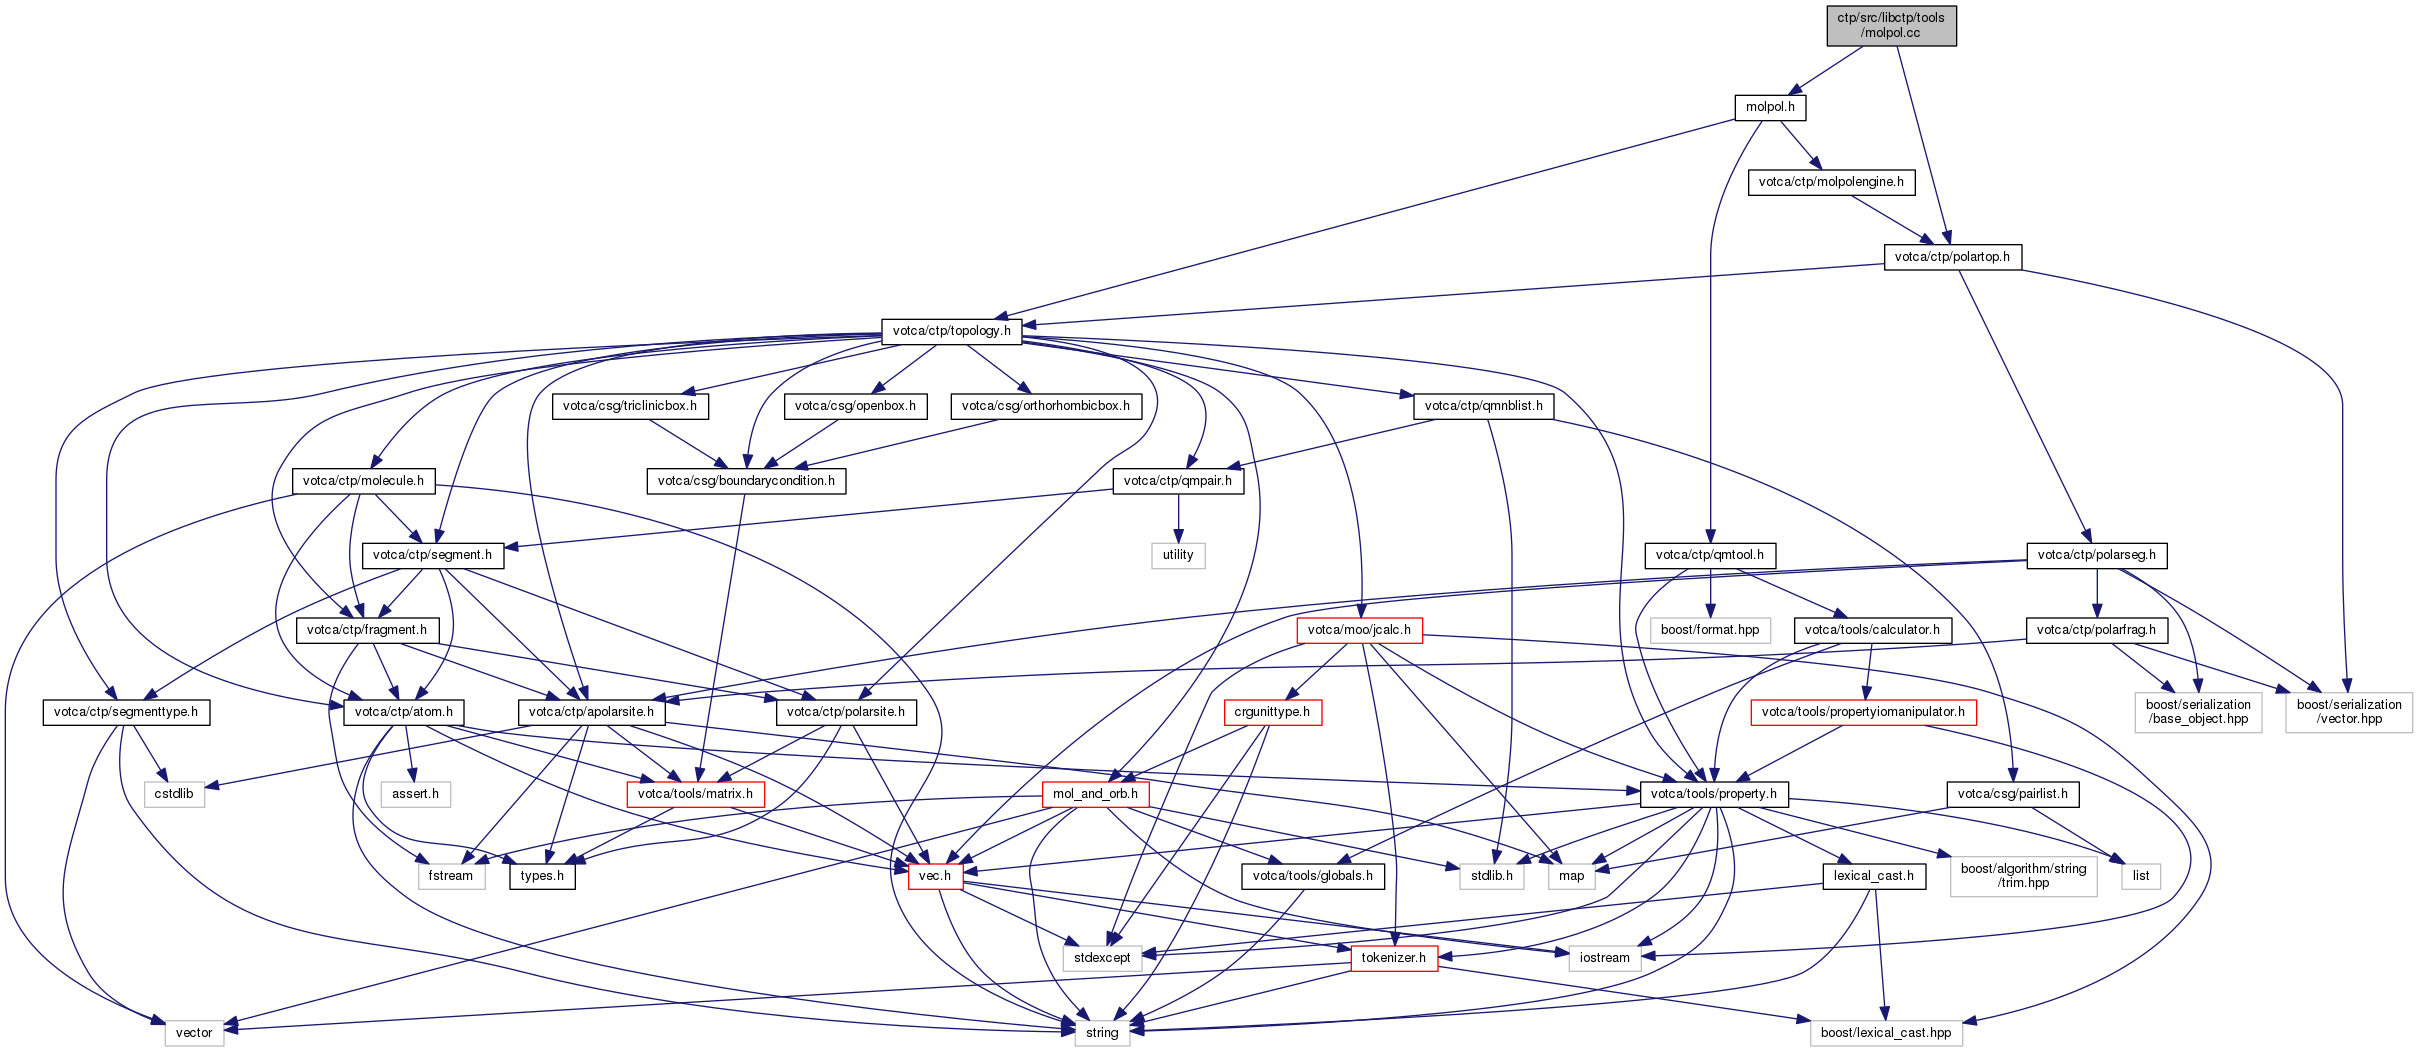 ctp/src/libctp/tools
/molpol.cc
molpol.h
votca/ctp/molpolengine.h
votca/ctp/polartop.h
votca/ctp/topology.h
votca/csg/triclinicbox.h
votca/csg/openbox.h
votca/csg/orthorhombicbox.h
votca/ctp/qmnblist.h
votca/ctp/molecule.h
votca/csg/boundarycondition.h
votca/ctp/qmpair.h
votca/ctp/segment.h
utility
votca/ctp/qmtool.h
votca/ctp/polarseg.h
votca/ctp/fragment.h
votca/moo/jcalc.h
boost/format.hpp
votca/tools/calculator.h
votca/ctp/polarfrag.h
votca/ctp/segmenttype.h
votca/ctp/atom.h
votca/ctp/apolarsite.h
votca/ctp/polarsite.h
crgunittype.h
votca/tools/propertyiomanipulator.h
boost/serialization
/base_object.hpp
boost/serialization
/vector.hpp
cstdlib
assert.h
votca/tools/matrix.h
mol_and_orb.h
votca/tools/property.h
votca/csg/pairlist.h
fstream
types.h
vec.h
votca/tools/globals.h
stdlib.h
map
lexical_cast.h
boost/algorithm/string
/trim.hpp
list
stdexcept
tokenizer.h
iostream
vector
string
boost/lexical_cast.hpp